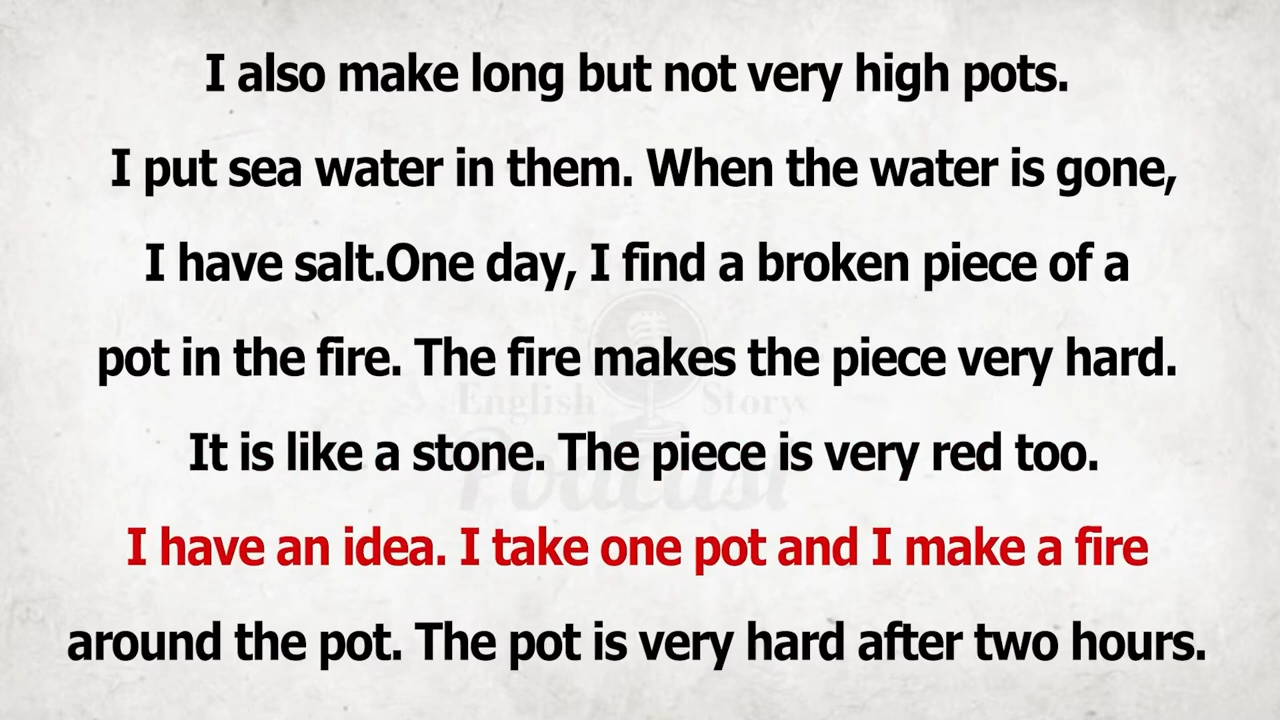 I also make long but not very high pots.
I put sea water in them. When the water is gone,
I have salt.One day, I find a broken piece of a
pot in the fire. The fire makes the piece very hard.
English Story
It is like a stone. The piece is very red too.
Podcast
I have an idea. I take one pot and I make a fire
around the pot. The pot is very hard after two hours.